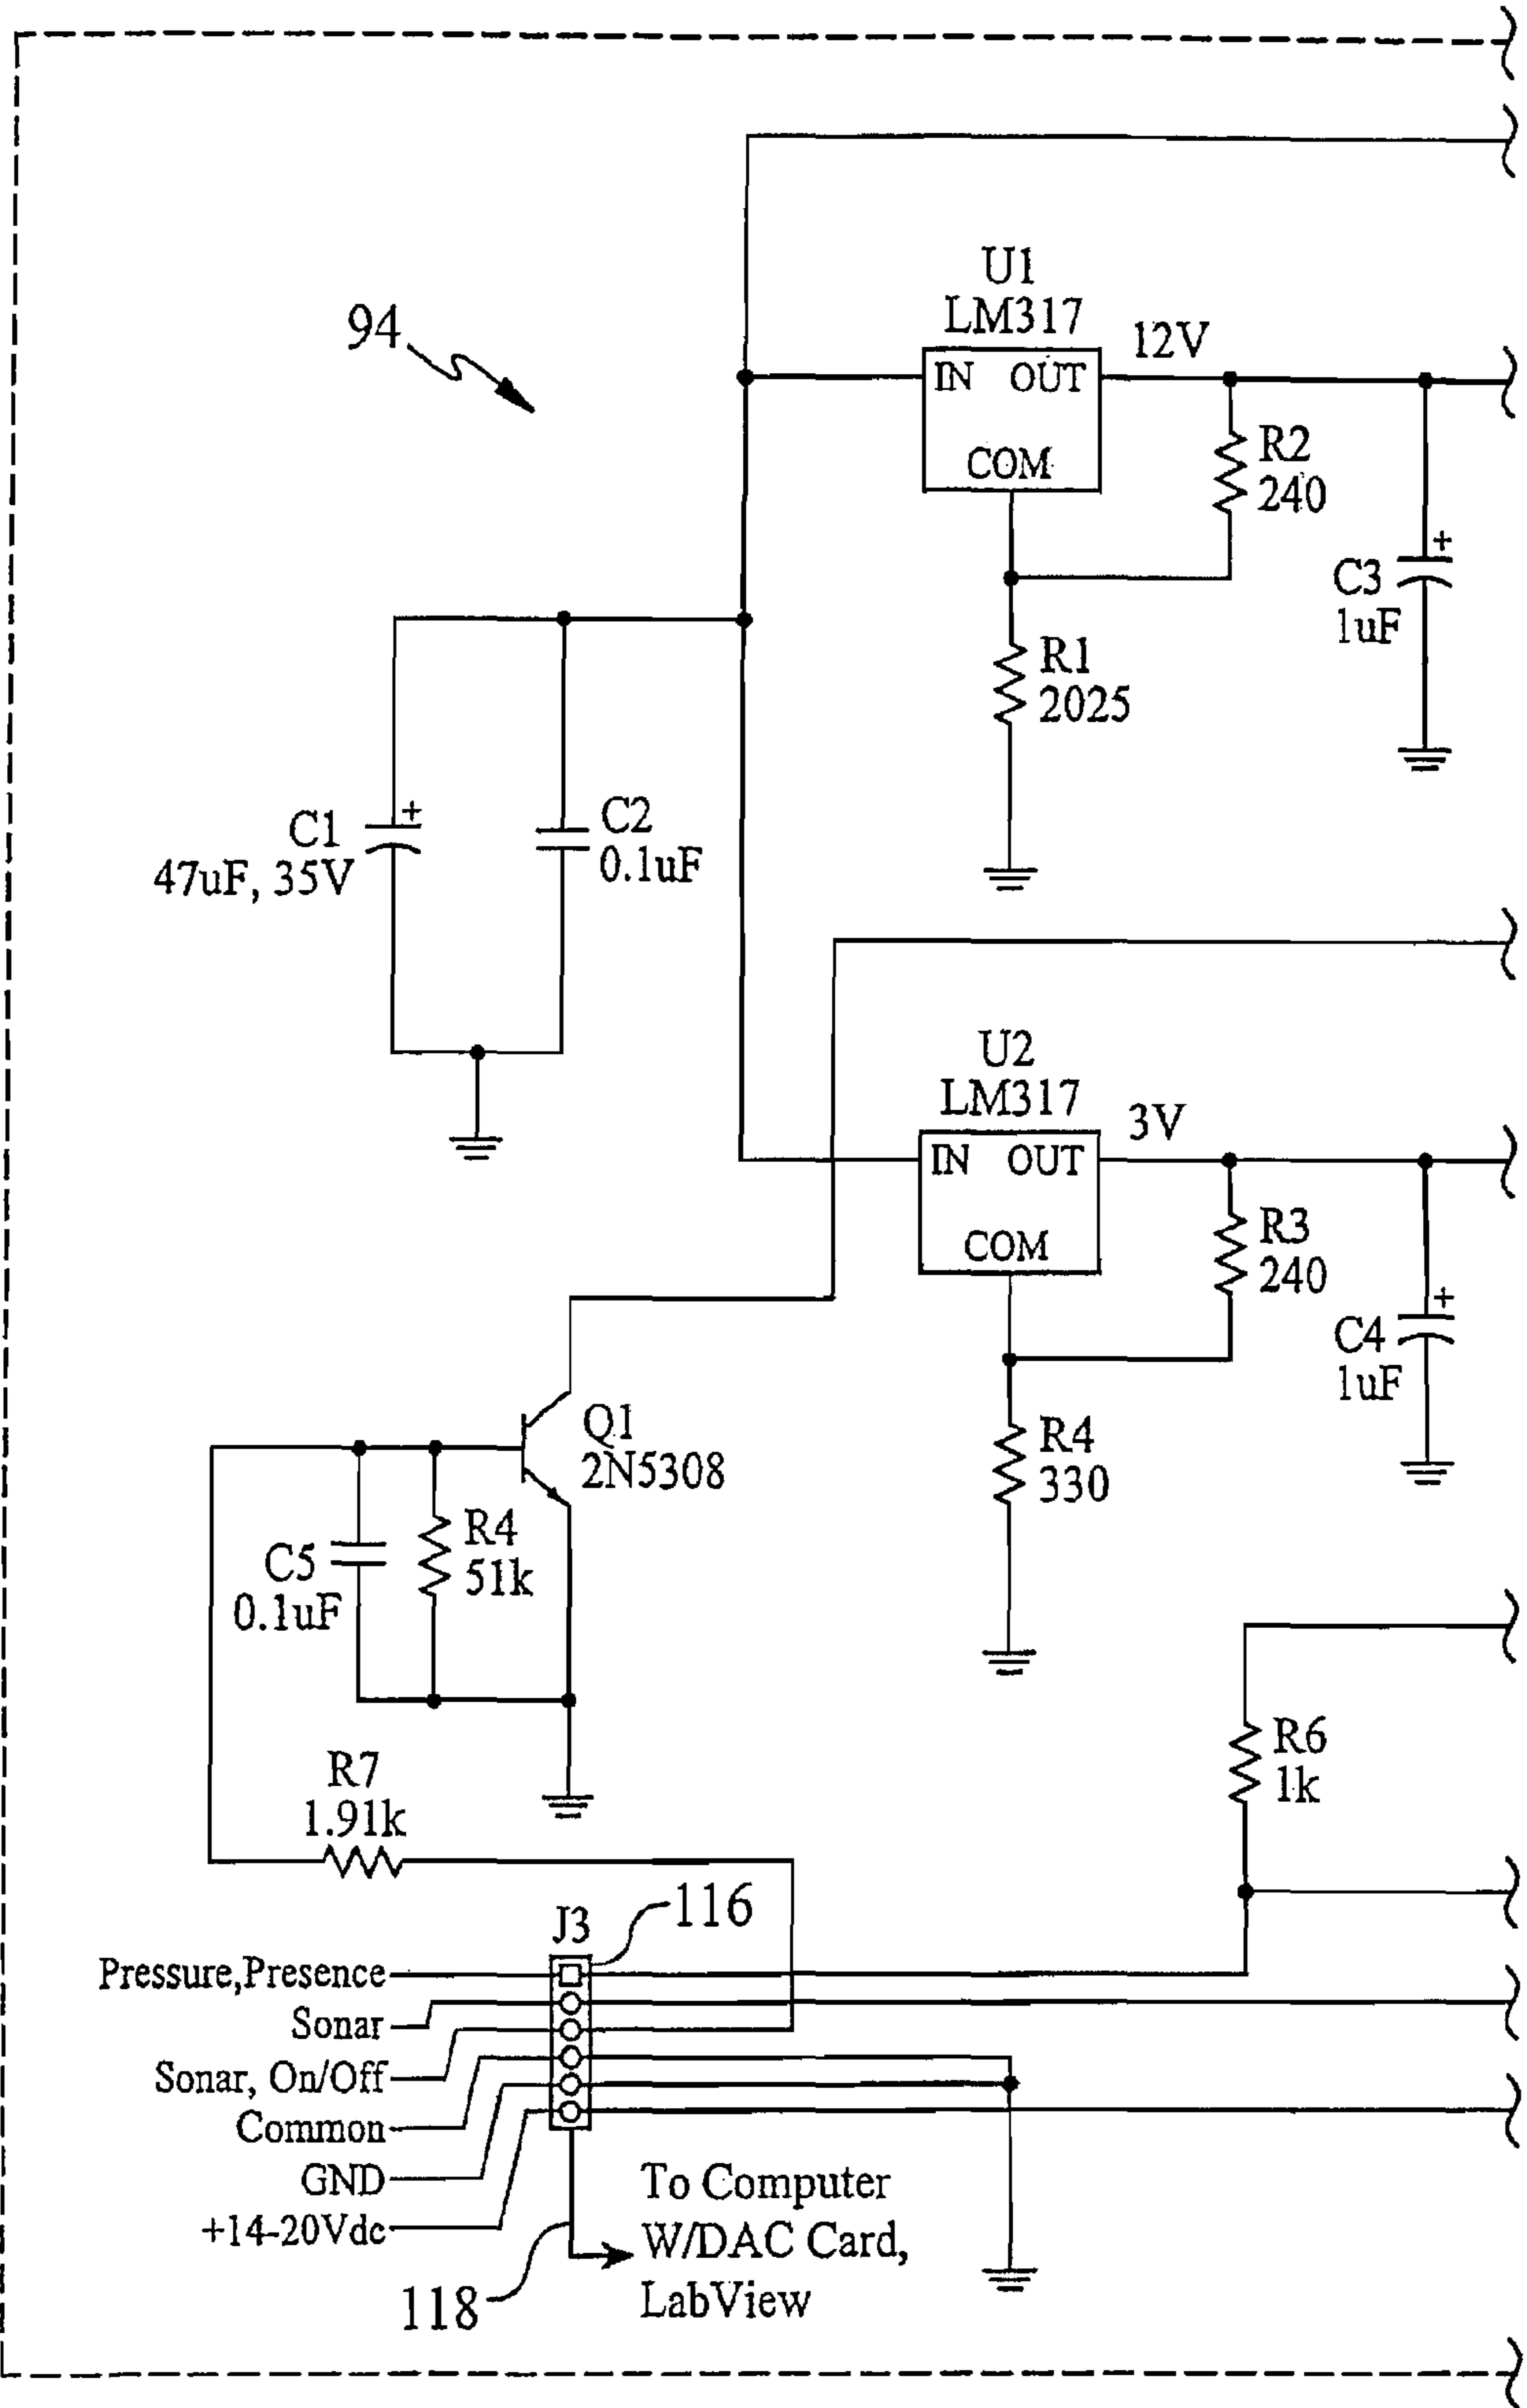 94
U1
LM317
12V
IN OUT
COM
R2
240
C3
1uF
+
R1
2025
C1
47uF, 35V
+
C2
0.1uF
U2
LM317
3V
IN OUT
COM
R3
240
C4
1uF
+
Q1
2N5308
R4
330
C5
0.1uF
R4
51k
R7
1.91k
R6
1k
J3
116
Pressure,Presence
Sonar
Sonar, On/Off
Common
GND
+14-20Vdc
118
To Computer
W/DAC Card,
LabView